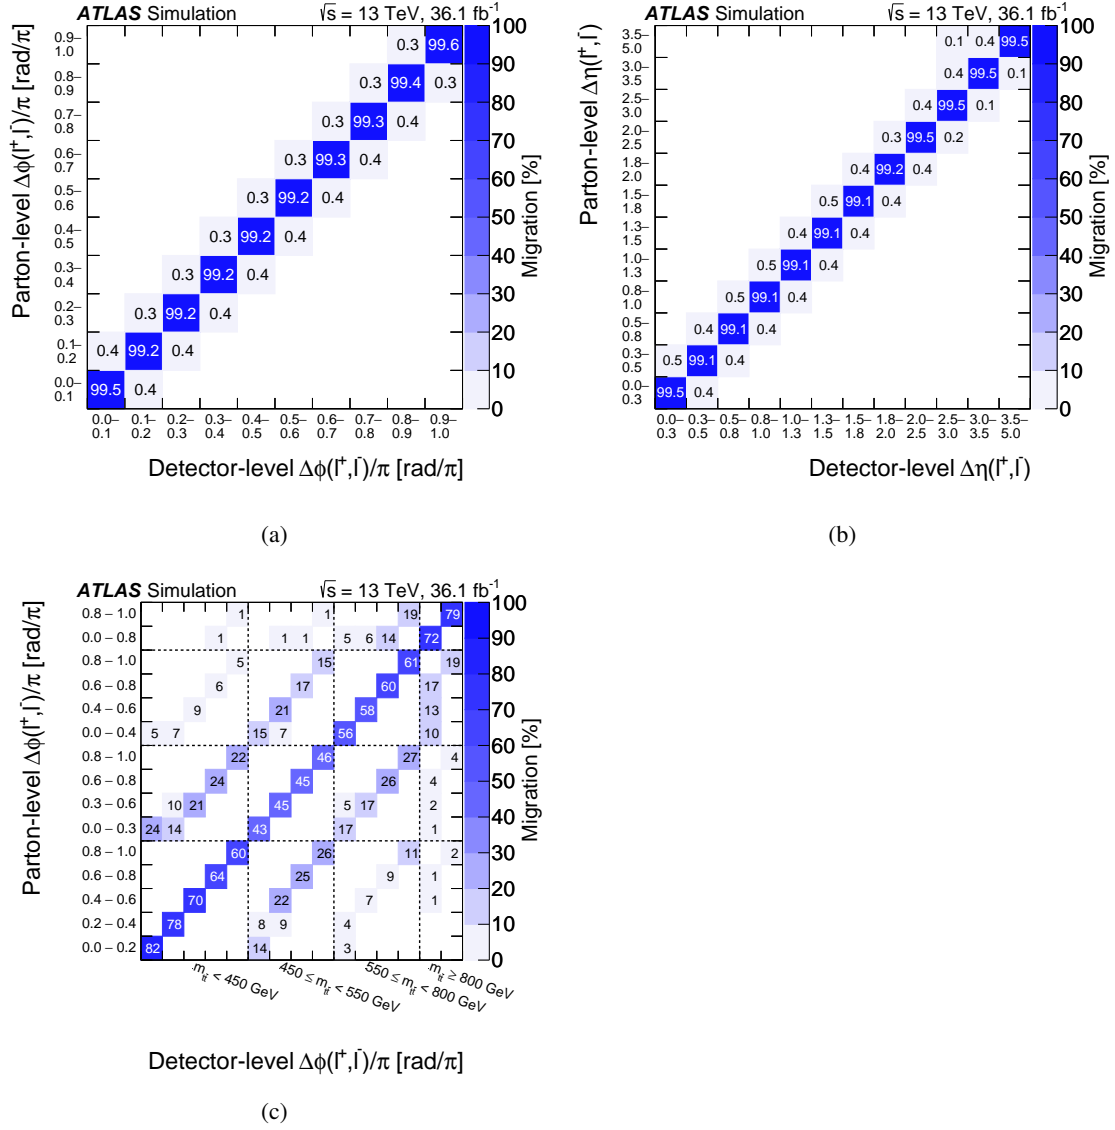 ATLAS Simulation √s = 13 TeV, 36.1 fb⁻¹
Parton-level Δϕ(l⁺,l⁻)/π [rad/π]
0.9– 1.0 0.3 99.6
0.8– 0.9 0.3 99.4 0.3
0.7– 0.8 0.3 99.3 0.4
0.6– 0.7 0.3 99.3 0.4
0.5– 0.6 0.3 99.2 0.4
0.4– 0.5 0.3 99.2 0.4
0.3– 0.4 0.3 99.2 0.4
0.2– 0.3 0.3 99.2 0.4
0.1– 0.2 0.4 99.2 0.4
0.0– 0.1 99.5 0.4
0.0– 0.1– 0.2– 0.3– 0.4– 0.5– 0.6– 0.7– 0.8– 0.9–
0.1 0.2 0.3 0.4 0.5 0.6 0.7 0.8 0.9 1.0
Detector-level Δϕ(l⁺,l⁻)/π [rad/π]
100
90
80
70
60
50
40
30
20
10
0
Migration [%]
(a)
ATLAS Simulation √s = 13 TeV, 36.1 fb⁻¹
Parton-level Δη(l⁺,l⁻)
3.5– 5.0 0.1 0.4 99.5
3.0– 3.5 0.4 99.5 0.1
2.5– 3.0 0.4 99.5 0.1
2.0– 2.5 0.3 99.5 0.2
1.8– 2.0 0.4 99.2 0.4
1.5– 1.8 0.5 99.1 0.4
1.3– 1.5 0.4 99.1 0.4
1.0– 1.3 0.5 99.1 0.4
0.8– 1.0 0.5 99.1 0.4
0.5– 0.8 0.4 99.1 0.4
0.3– 0.5 0.5 99.1 0.4
0.0– 0.3 99.5 0.4
0.0– 0.3– 0.5– 0.8– 1.0– 1.3– 1.5– 1.8– 2.0– 2.5– 3.0– 3.5–
0.3 0.5 0.8 1.0 1.3 1.5 1.8 2.0 2.5 3.0 3.5 5.0
Detector-level Δη(l⁺,l⁻)
100
90
80
70
60
50
40
30
20
10
0
Migration [%]
(b)
ATLAS Simulation √s = 13 TeV, 36.1 fb⁻¹
Parton-level Δϕ(l⁺,l⁻)/π [rad/π]
0.8 – 1.0 1 1 19 79
0.0 – 0.8 1 1 1 5 6 14 72
0.8 – 1.0 5 15 61 19
0.6 – 0.8 6 17 60 17
0.4 – 0.6 9 21 58 13
0.0 – 0.4 5 7 15 7 56 10
0.8 – 1.0 22 46 27 4
0.6 – 0.8 24 45 26 4
0.3 – 0.6 10 21 45 5 17 2
0.0 – 0.3 24 14 43 17 1
0.8 – 1.0 60 26 11 2
0.6 – 0.8 64 25 9 1
0.4 – 0.6 70 22 7 1
0.2 – 0.4 78 8 9 4
0.0 – 0.2 82 14 3
m_tt̄ < 450 GeV
450 ≤ m_tt̄ < 550 GeV
550 ≤ m_tt̄ < 800 GeV
m_tt̄ ≥ 800 GeV
Detector-level Δϕ(l⁺,l⁻)/π [rad/π]
100
90
80
70
60
50
40
30
20
10
0
Migration [%]
(c)